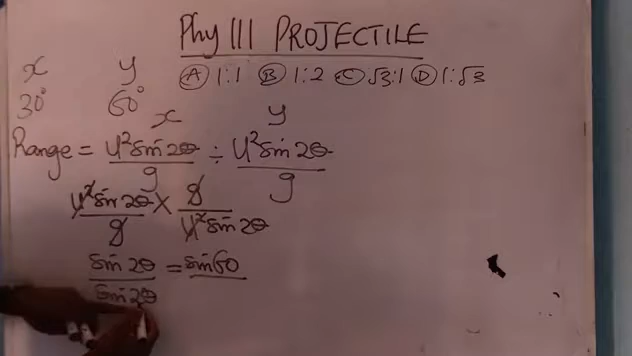 Phy 111 PROJECTILE
x y Ⓐ 1:1 Ⓑ 1:2 Ⓒ √3:1 Ⓓ 1:√3
30° 60°
x y
Range = u²sin2θ/g ÷ u²sin2θ/g
u²sin2θ/g × g/u²sin2θ
sin2θ/sin2θ = sin60